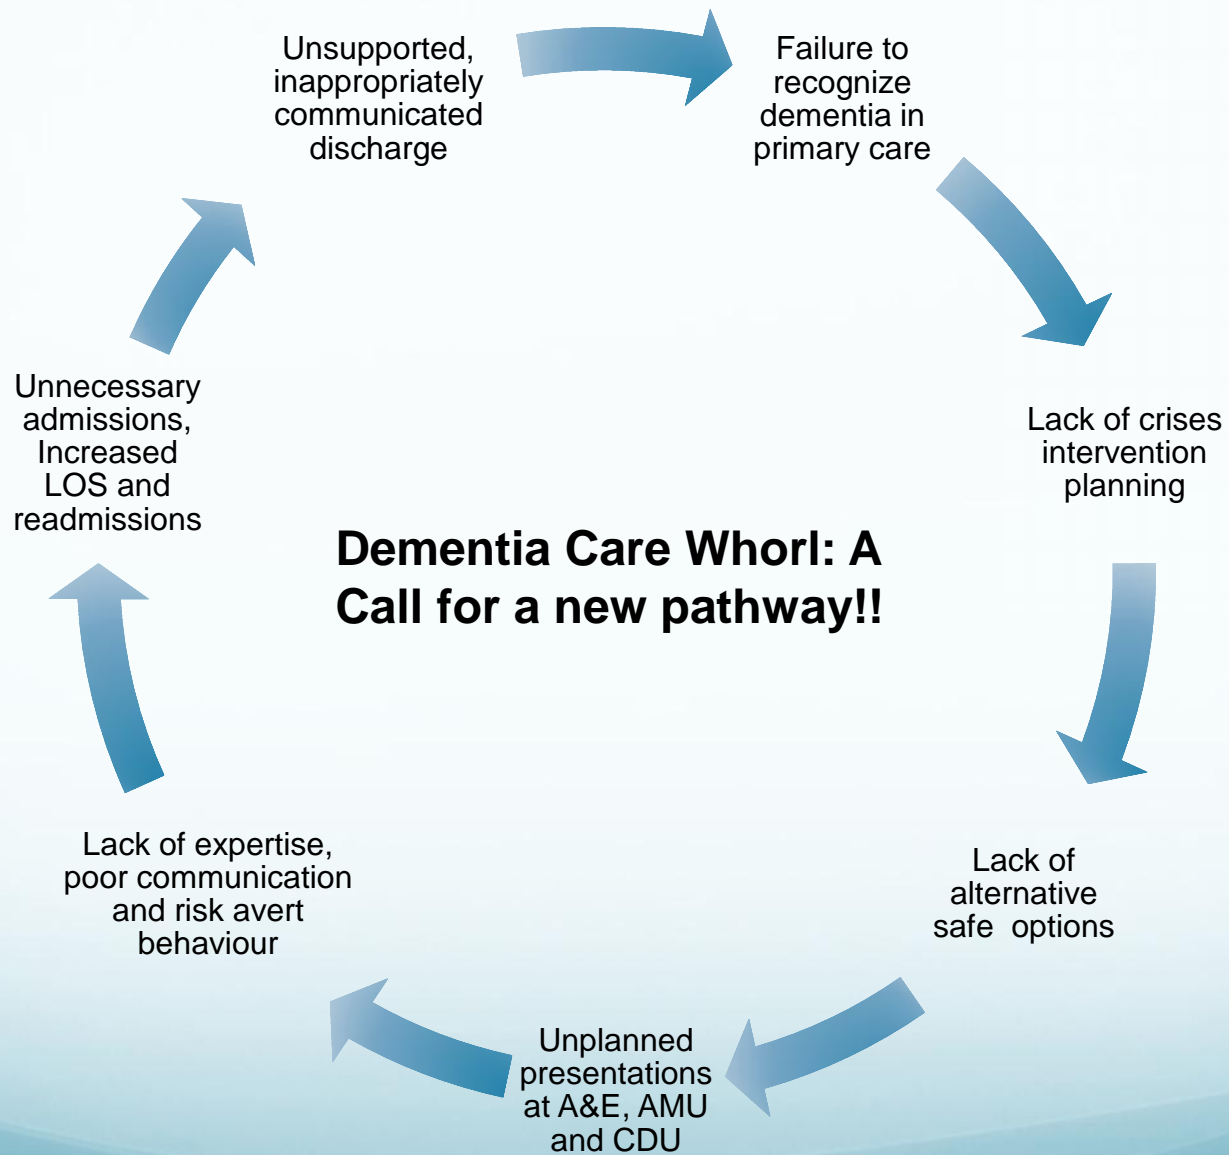 Unsupported,
inappropriately
communicated
discharge
Failure to
recognize
dementia in
primary care
Lack of crises
intervention
planning
Lack of
alternative
safe options
Unplanned
presentations
at A&E, AMU
and CDU
Lack of expertise,
poor communication
and risk avert
behaviour
Unnecessary
admissions,
Increased
LOS and
readmissions
Dementia Care Whorl: A
Call for a new pathway!!